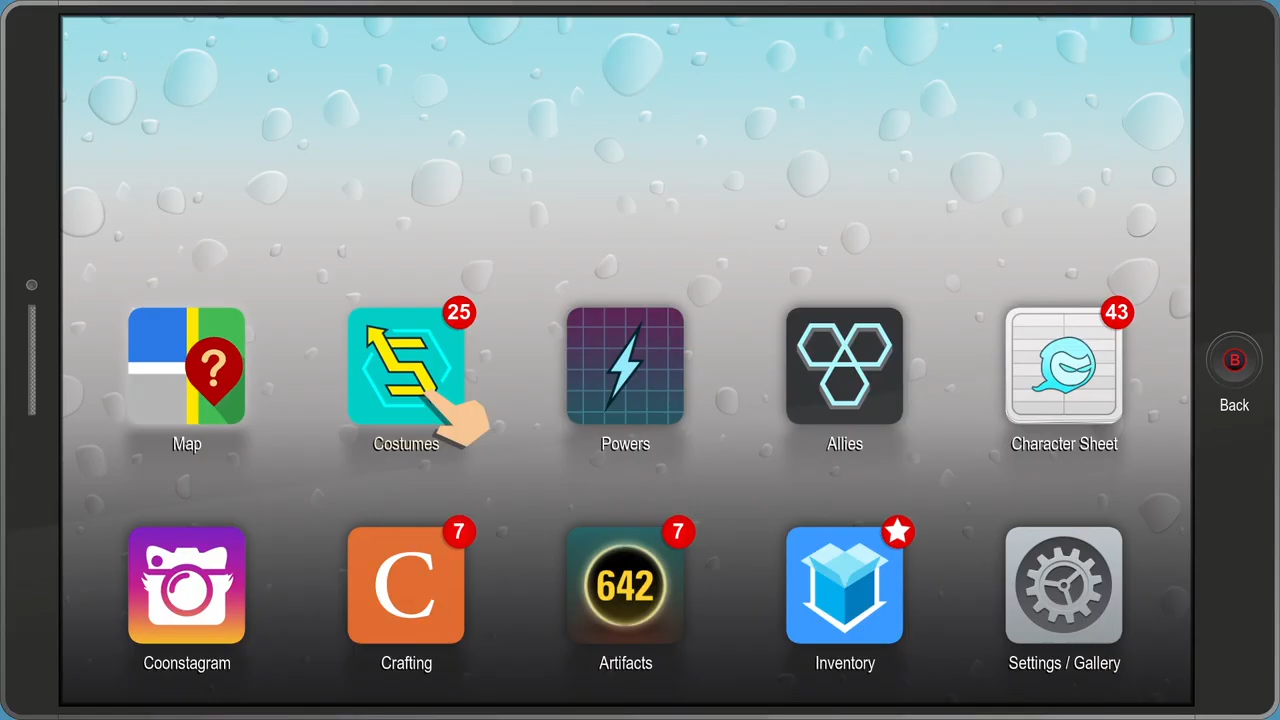 25
43
?
B
Back
Map
Costumes
Powers
Allies
Character Sheet
7
7
C
642
Coonstagram
Crafting
Artifacts
Inventory
Settings / Gallery